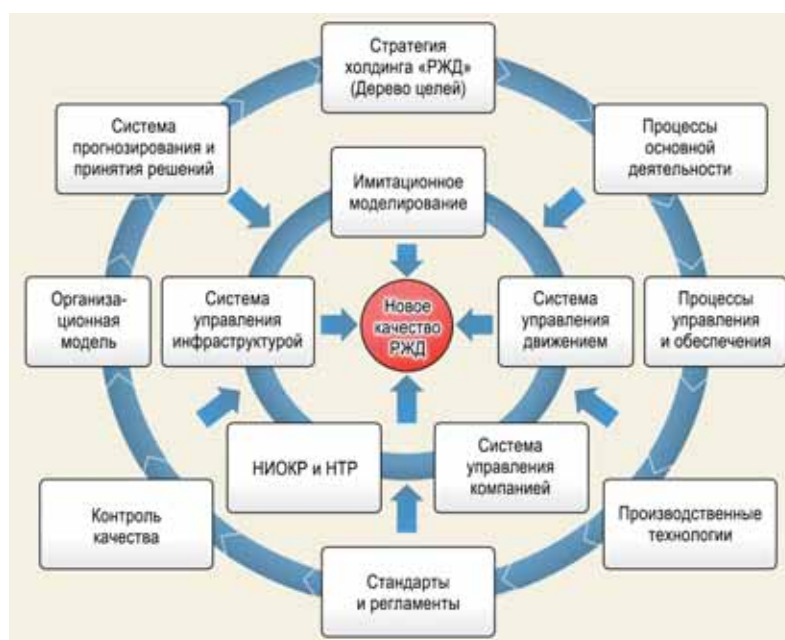 Стратегия
холдинга «РЖД»
(Дерево целей)
Система
прогнозирования и
принятия решений
Процессы
основной
деятельности
Имитационное
моделирование
Организа-
ционная
модель
Система
управления
инфраструктурой
Новое
качество
РЖД
Система
управления
движением
Процессы
управления
и обеспечения
НИОКР и НТР
Система
управления
компанией
Контроль
качества
Производственные
технологии
Стандарты
и регламенты